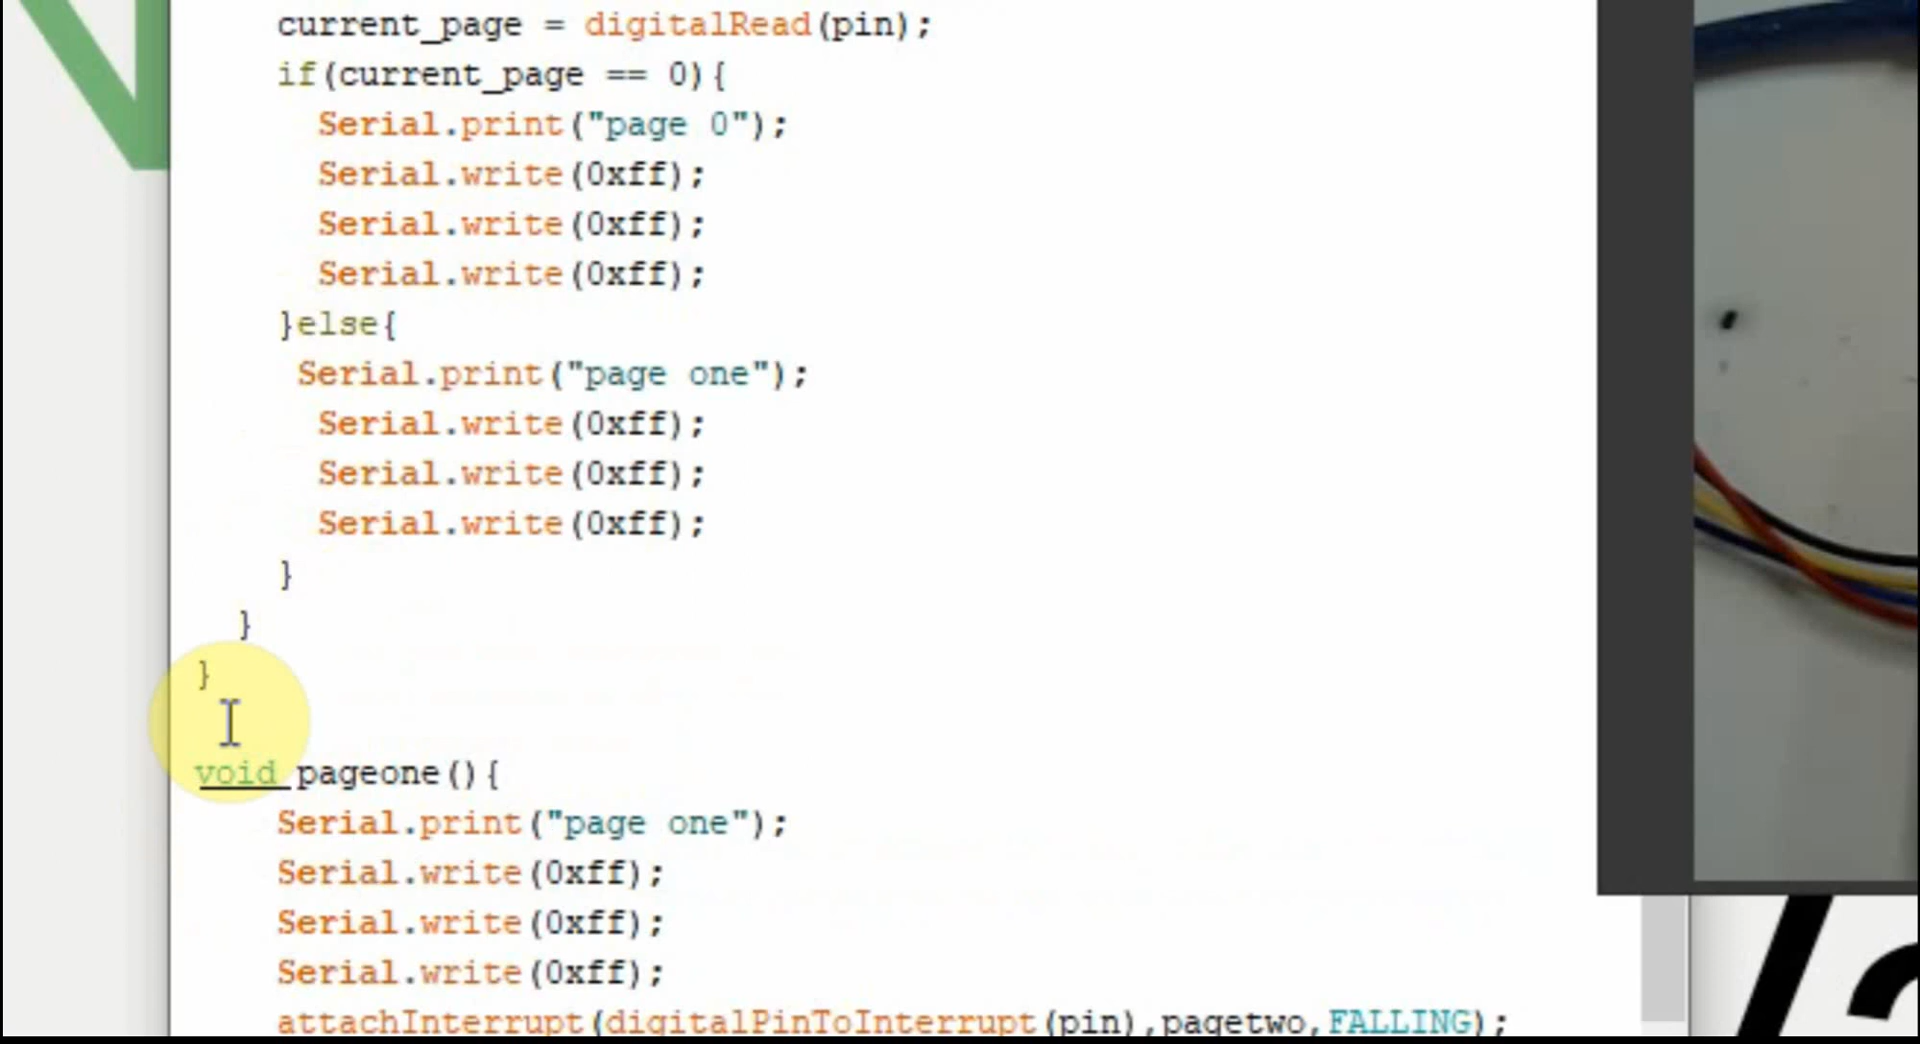 current_page = digitalRead(pin);
if(current_page == 0){
Serial.print("page 0");
Serial.write(0xff);
Serial.write(0xff);
Serial.write(0xff);
}else{
Serial.print("page one");
Serial.write(0xff);
Serial.write(0xff);
Serial.write(0xff);
}
}
}
void pageone(){
Serial.print("page one");
Serial.write(0xff);
Serial.write(0xff);
Serial.write(0xff);
attachInterrupt(digitalPinToInterrupt(pin),pagetwo,FALLING);